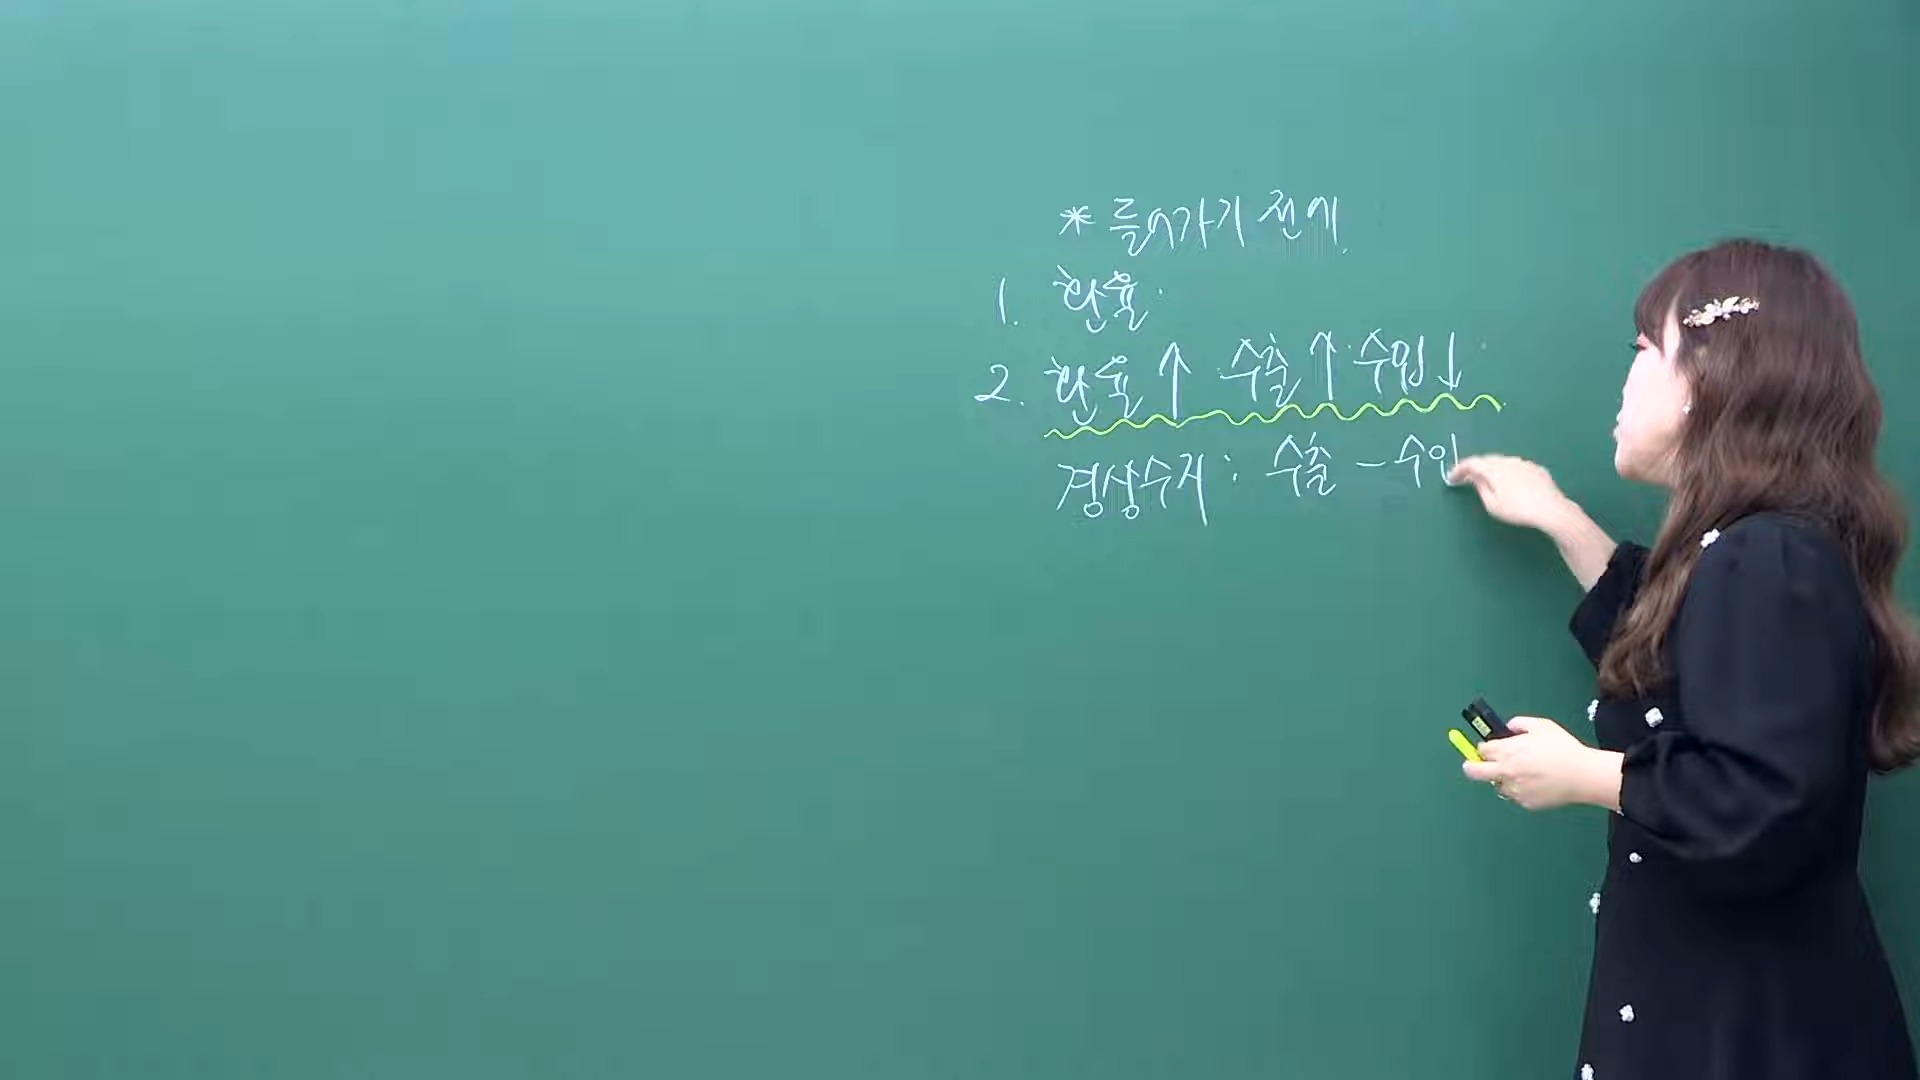 * 들어가기 전에
1. 환율
2. 환율↑ 수출↑ 수입↓
경상수지 : 수출 - 수입